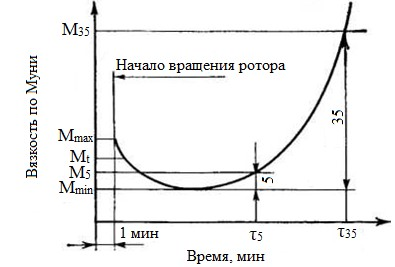 M35
Начало вращения ротора
Вязкость по Муни
Mmax
Mt
M5
Mmin
5
35
1 мин
τ5
τ35
Время, мин